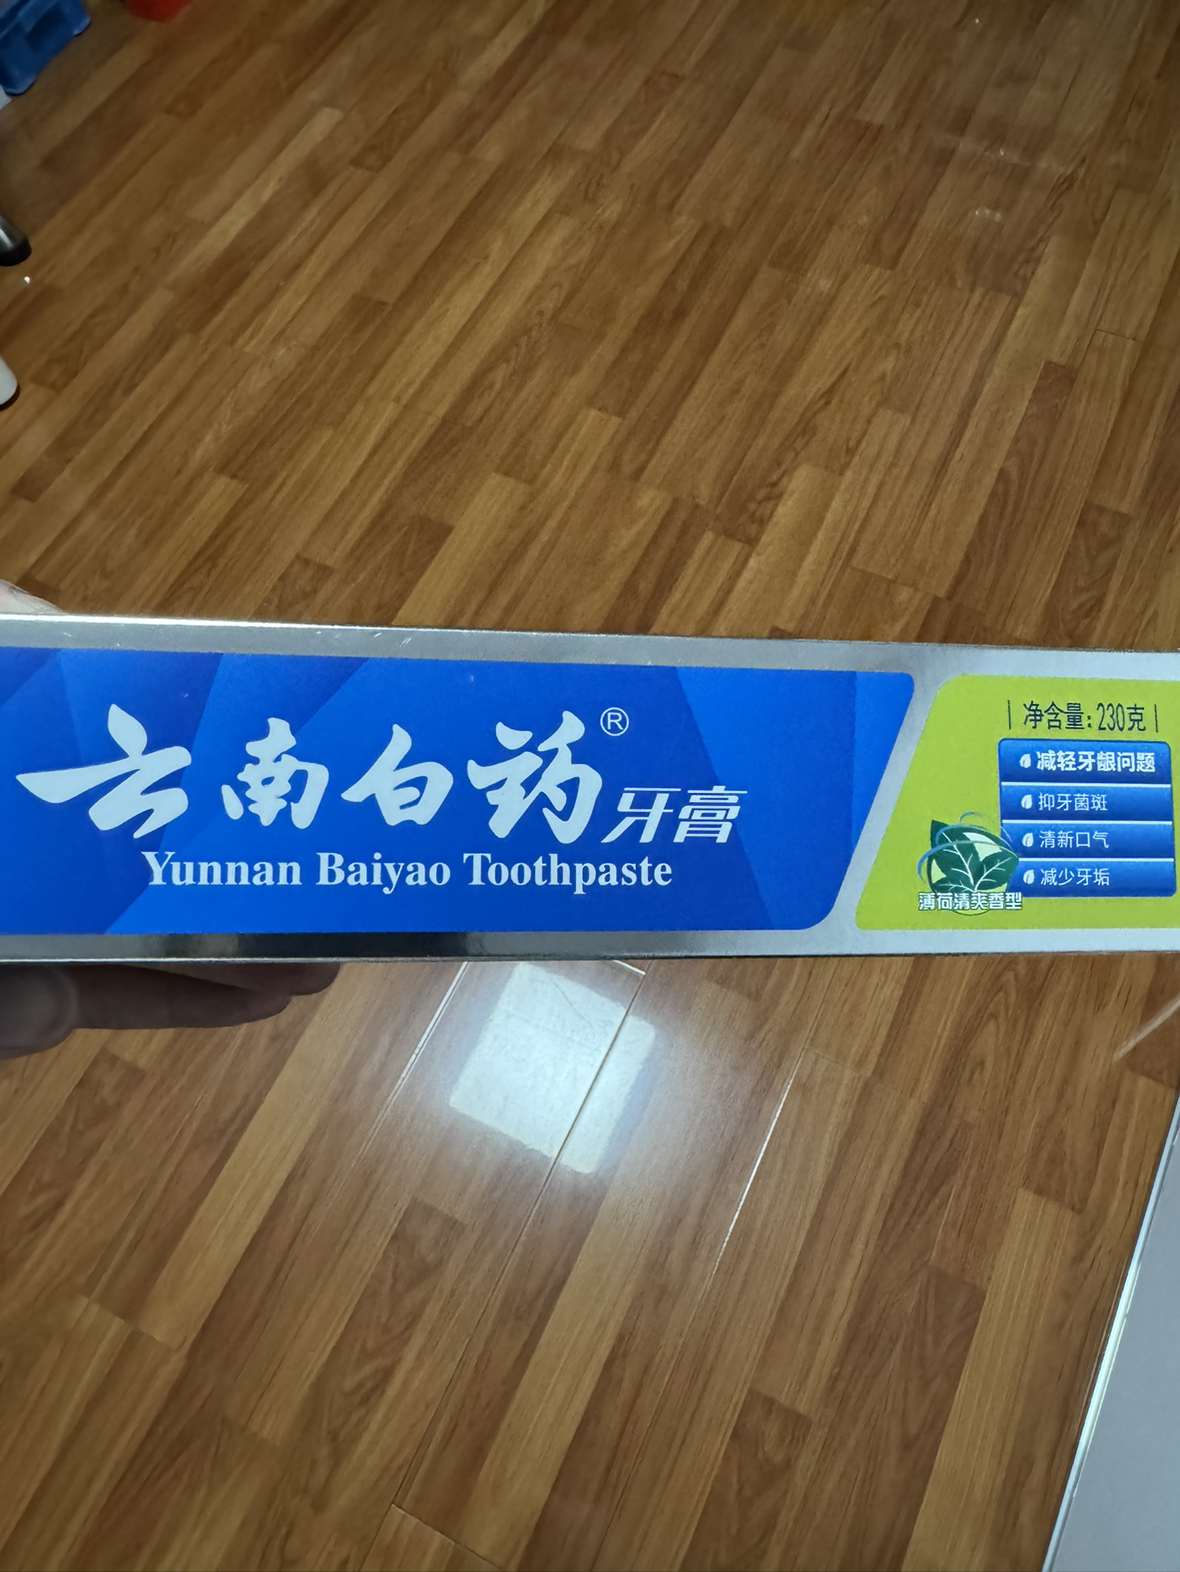 云南白药®牙膏
Yunnan Baiyao Toothpaste
净含量:230克
减轻牙龈问题
抑牙菌斑
清新口气
减少牙垢
薄荷清爽香型